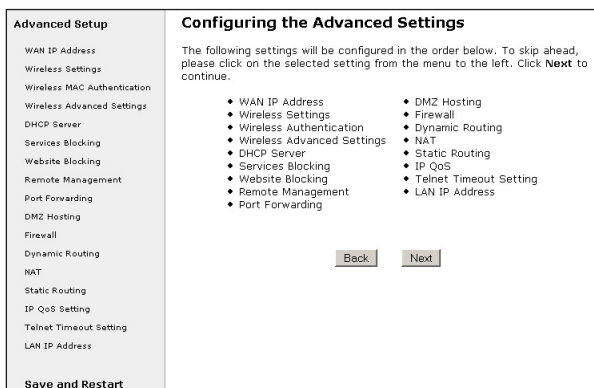 Advanced Setup
WAN IP Address
Wireless Settings
Wireless MAC Authentication
Wireless Advanced Settings
DHCP Server
Services Blocking
Website Blocking
Remote Management
Port Forwarding
DMZ Hosting
Firewall
Dynamic Routing
NAT
Static Routing
IP QoS Setting
Telnet Timeout Setting
LAN IP Address
Save and Restart
Configuring the Advanced Settings
The following settings will be configured in the order below. To skip ahead,
please click on the selected setting from the menu to the left. Click Next to
continue.
◆ WAN IP Address
◆ Wireless Settings
◆ Wireless Authentication
◆ Wireless Advanced Settings
◆ DHCP Server
◆ Services Blocking
◆ Website Blocking
◆ Remote Management
◆ Port Forwarding
◆ DMZ Hosting
◆ Firewall
◆ Dynamic Routing
◆ NAT
◆ Static Routing
◆ IP QoS
◆ Telnet Timeout Setting
◆ LAN IP Address
Back Next